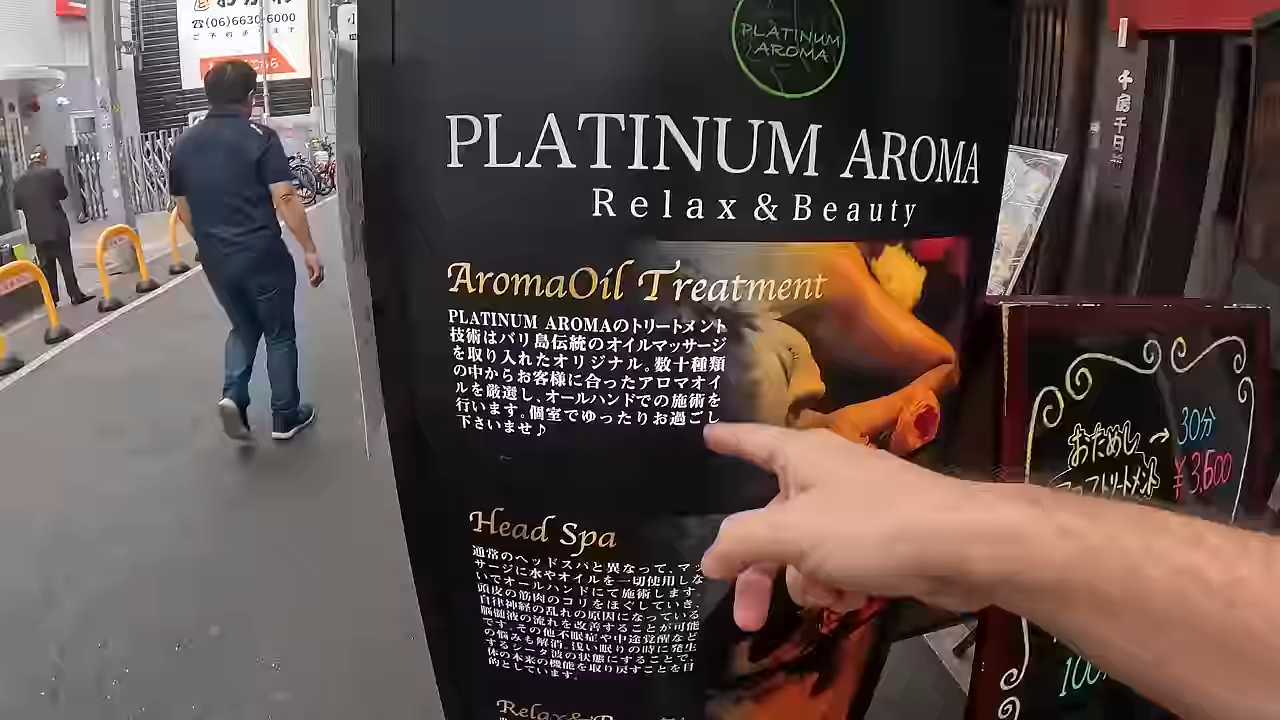 ☎(06)6630-6000
ご予約承ります
こちら
PLATINUM
AROMA
PLATINUM AROMA
Relax&Beauty
AromaOil Treatment
PLATINUM AROMAのトリートメント
技術はバリ島伝統のオイルマッサージ
を取り入れたオリジナル。数十種類
の中からお客様に合ったアロマオイ
ルを厳選し、オールハンドでの施術を
行います。個室でゆったりお過ごし
下さいませ♪
Head Spa
通常のヘッドスパと異なって、マッ
サージに水やオイルを一切使用しな
いでオールハンドにて施術します。
頭皮の筋肉のコリをほぐしていき、
自律神経の乱れの原因になっている
脳髄液の流れを改善することが可能
です。その他不眠症や中途覚醒など
の悩みも解消。浅い眠りの時に発生
するシータ波の状態にすることで、
体の本来の機能を取り戻すことを目
的としています。
千房千日
おためし→30分
トリートメント ¥3,600